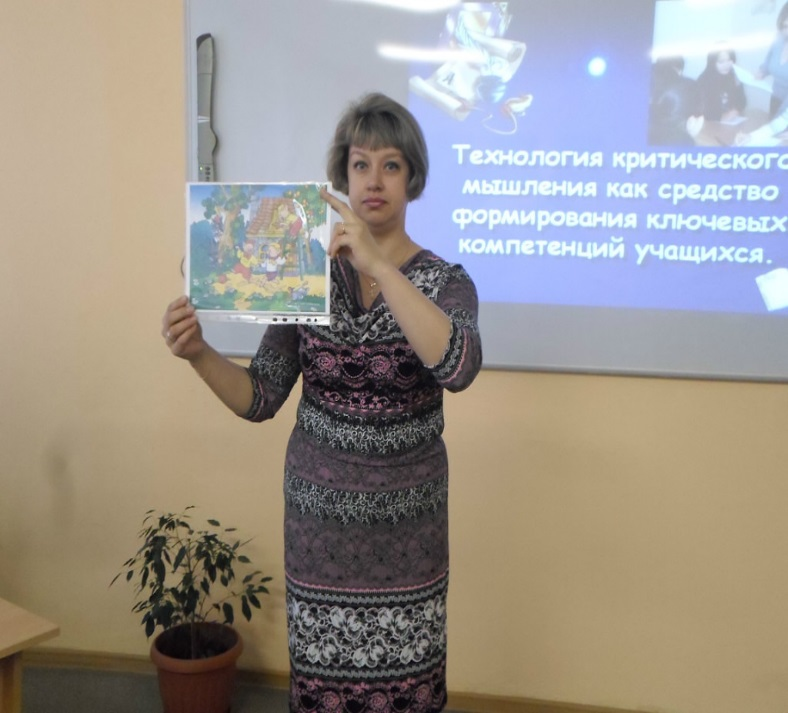 Технология критического
мышления как средство
формирования ключевых
компетенций учащихся.